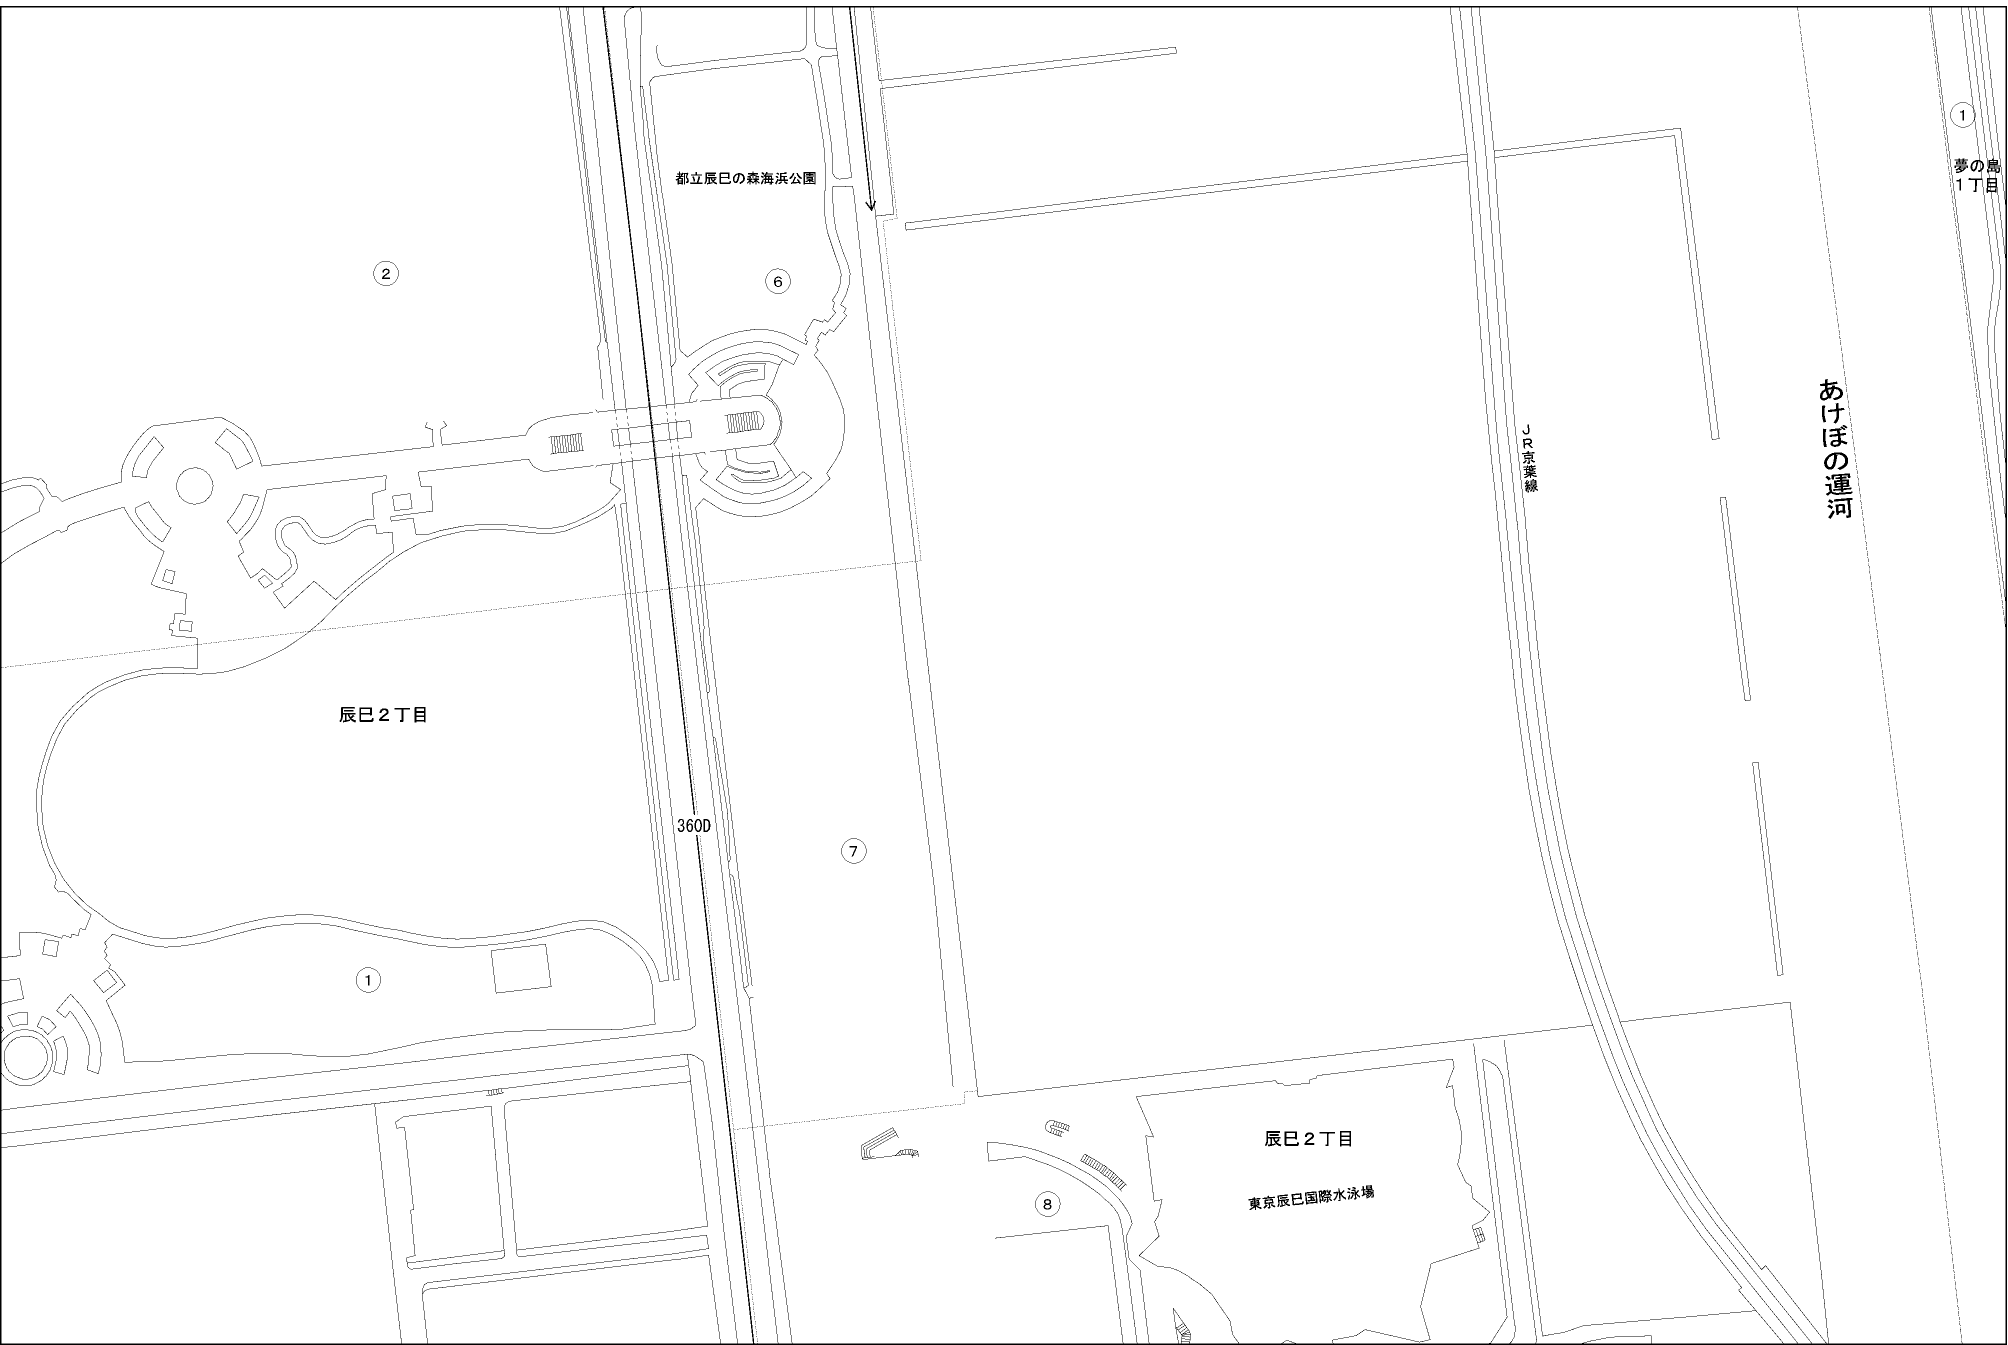 ①
夢の島
1丁目
都立辰巳の森海浜公園
②
⑥
あけぼの運河
JR京葉線
辰巳2丁目
360D
⑦
①
辰巳2丁目
東京辰巳国際水泳場
⑧